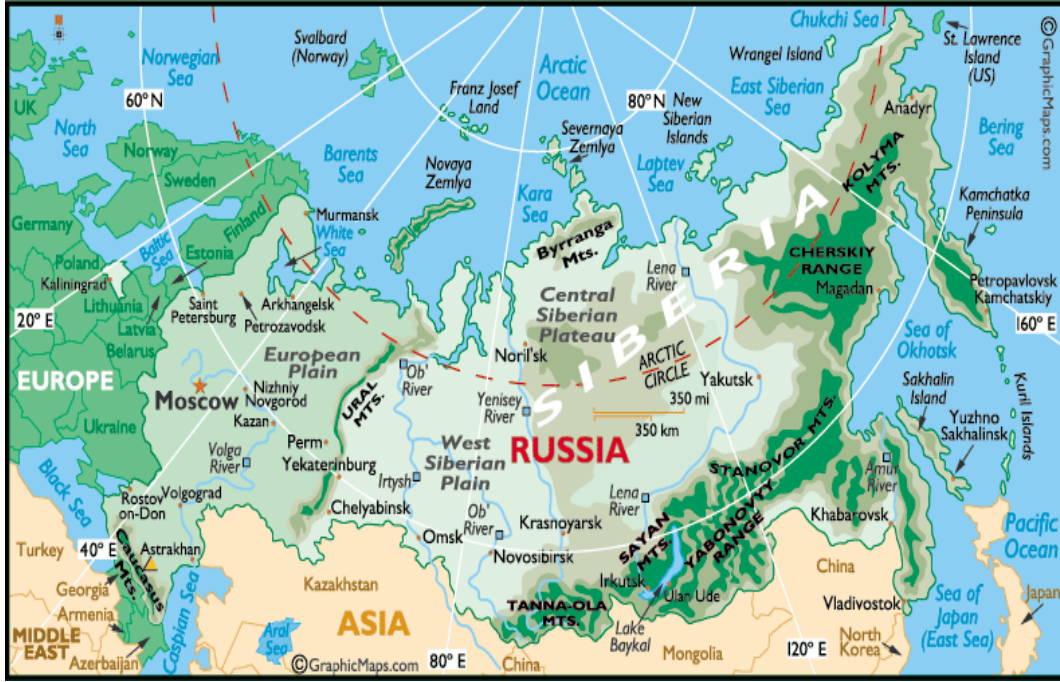 Chukchi Sea
©GraphicMaps.com
Norwegian
Sea
Svalbard
(Norway)
Arctic
Ocean
Wrangel Island
St. Lawrence
Island
(US)
UK
60° N
Franz Josef
Land
80° N
New
Siberian
Islands
East Siberian
Sea
Anadyr
North
Sea
Severnaya
Zemlya
Bering
Sea
Norway
Barents
Sea
Novaya
Zemlya
Kara
Sea
Laptev
Sea
KOLYMA
MTS.
Sweden
Finland
Murmansk
White
Sea
Kamchatka
Peninsula
Germany
Baltic
Sea
Estonia
Byrranga
Mts.
Lena
River
CHERSKIY
RANGE
Poland
Kaliningrad
Lithuania
Saint
Petersburg
Arkhangelsk
Petrozavodsk
Central
Siberian
Plateau
SIBERIA
Magadan
Petropavlovsk
Kamchatskiy
20° E
Latvia
Belarus
European
Plain
Noril'sk
ARCTIC
CIRCLE
Sea of
Okhotsk
160° E
EUROPE
Moscow
Nizhniy
Novgorod
URAL
MTS.
Ob'
River
Yenisey
River
350 mi
350 km
Yakutsk
Sakhalin
Island
Kuril Islands
Ukraine
Kazan
Perm
West
Siberian
Plain
RUSSIA
STANOVOR MTS.
Yuzhno
Sakhalinsk
Volga
River
Yekaterinburg
Irtysh
Amur
River
Black Sea
Rostov
on-Don
Volgograd
Chelyabinsk
Omsk
Ob'
River
Krasnoyarsk
Lena
River
SAYAN
MTS.
YABONOVYY
RANGE
Khabarovsk
Pacific
Ocean
Turkey
40° E
Astrakhan
Novosibirsk
Georgia
Caucasus
Mts.
Kazakhstan
TANNA-OLA
MTS.
Irkutsk
Ulan Ude
China
Vladivostok
Japan
Armenia
MIDDLE
EAST
Azerbaijan
Caspian Sea
Aral
Sea
ASIA
Lake
Baykal
Sea of
Japan
(East Sea)
©GraphicMaps.com
80° E
China
Mongolia
120° E
North
Korea